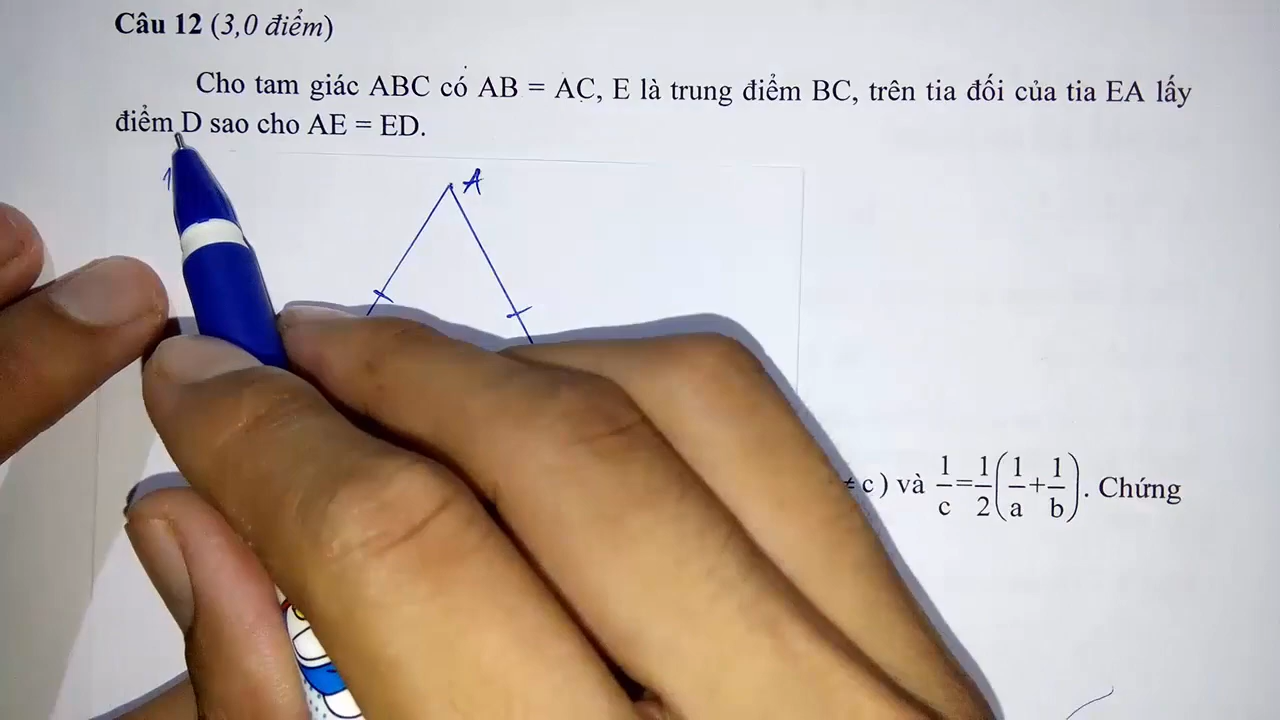 Câu 12 (3,0 điểm)
Cho tam giác ABC có AB = AC, E là trung điểm BC, trên tia đối của tia EA lấy
điểm D sao cho AE = ED.
A
c) và 1/c = 1/2 (1/a + 1/b). Chứng